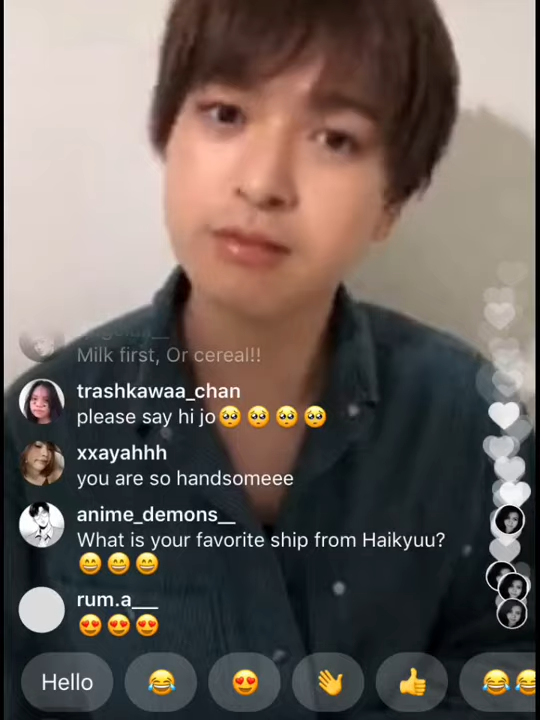 Milk first, Or cereal!!
trashkawaa_chan
please say hi jo🥺 🥺 🥺 🥺
xxayahhh
you are so handsomeee
anime_demons__
What is your favorite ship from Haikyuu?
😄 😄 😄
rum.a___
😍 😍 😍
Hello 😂 😍 👋 👍 😂😂